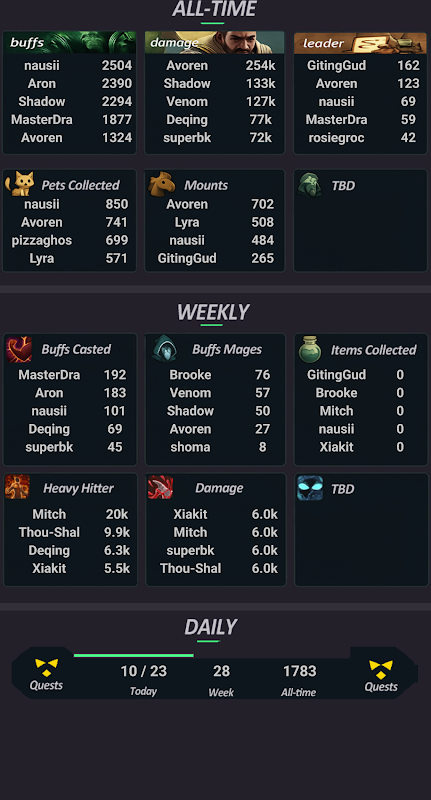 ALL-TIME
buffs
nausii 2504
Aron 2390
Shadow 2294
MasterDra 1877
Avoren 1324
damage
Avoren 254k
Shadow 133k
Venom 127k
Deqing 77k
superbk 72k
leader
GitingGud 162
Avoren 123
nausii 69
MasterDra 59
rosiegroc 42
Pets Collected
nausii 850
Avoren 741
pizzaghos 699
Lyra 571
Mounts
Avoren 702
Lyra 508
nausii 484
GitingGud 265
TBD
WEEKLY
Buffs Casted
MasterDra 192
Aron 183
nausii 101
Deqing 69
superbk 45
Buffs Mages
Brooke 76
Venom 57
Shadow 50
Avoren 27
shoma 8
Items Collected
GitingGud 0
Brooke 0
Mitch 0
nausii 0
Xiakit 0
Heavy Hitter
Mitch 20k
Thou-Shal 9.9k
Deqing 6.3k
Xiakit 5.5k
Damage
Xiakit 6.0k
Mitch 6.0k
superbk 6.0k
Thou-Shal 6.0k
TBD
DAILY
Quests
10 / 23
Today
28
Week
1783
All-time
Quests